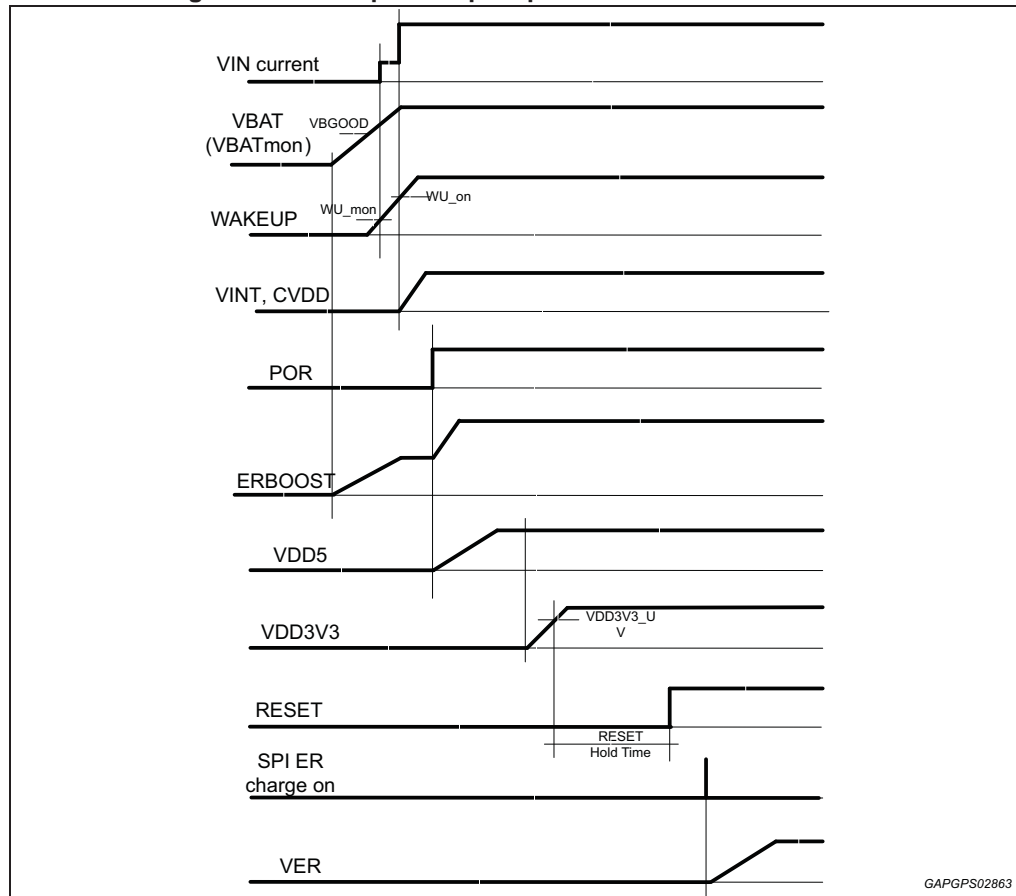 VIN current
VBAT
(VBATmon)
VBGOOD
WAKEUP
WU_mon
WU_on
VINT, CVDD
POR
ERBOOST
VDD5
VDD3V3
VDD3V3_U
V
RESET
RESET
Hold Time
SPI ER
charge on
VER
GAPGPS02863